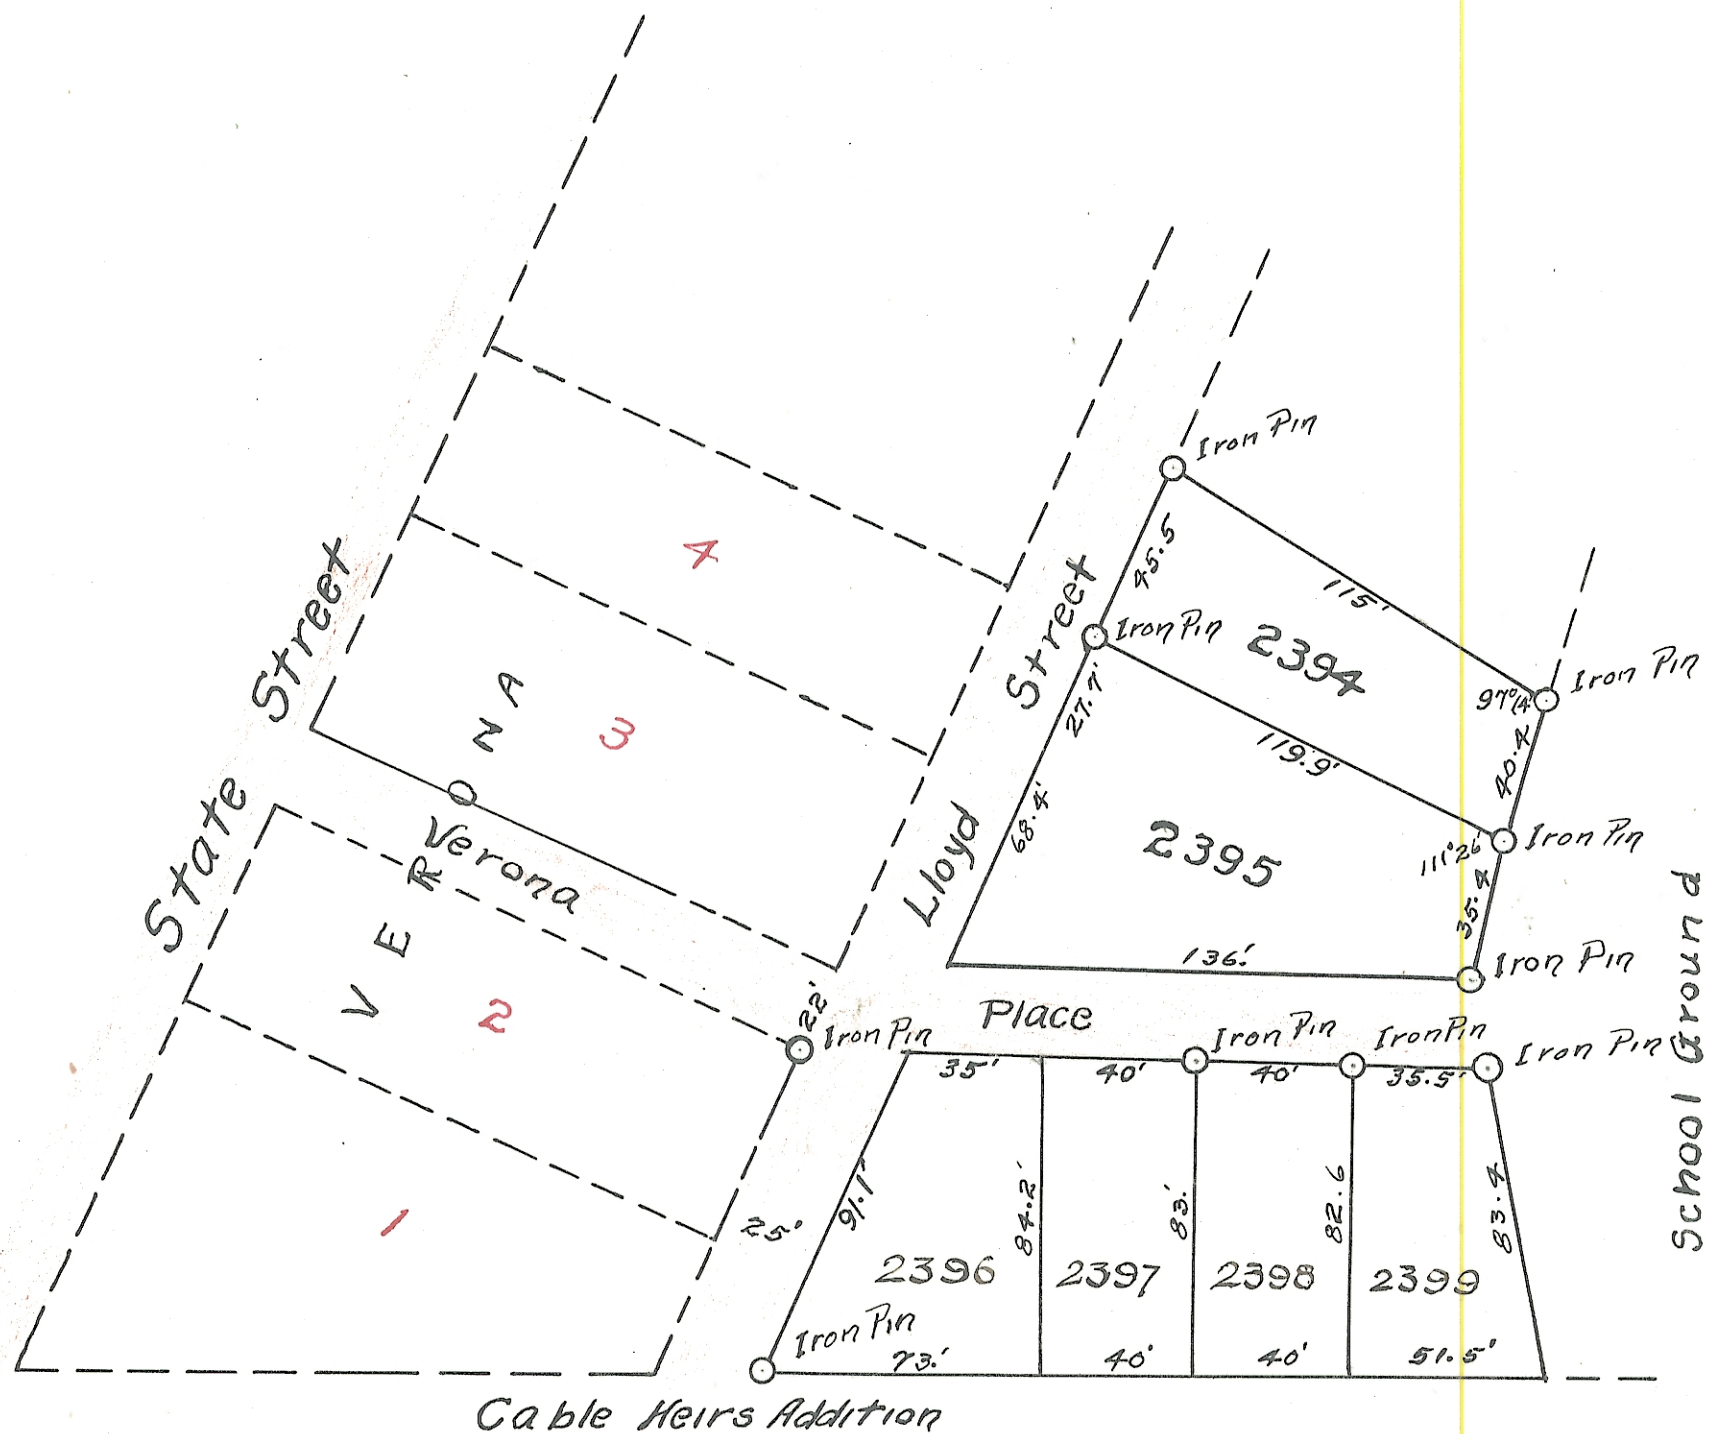 State Street
4
3
VERONA
Verona
2
1
Lloyd Street
22'
25'
Iron Pin
Iron Pin
45.5
115'
Iron Pin
2394
97°14'
Iron Pin
27.7'
119.9'
40.4
68.4'
2395
111°26'
Iron Pin
35.4
136.'
Iron Pin
Place
Iron Pin
Iron Pin
Iron Pin
35'
40'
40'
35.5'
91.1'
84.2'
83.'
82.6
83.4
2396
2397
2398
2399
Iron Pin
73.'
40'
40'
51.5'
School Ground
Cable Heirs Addition